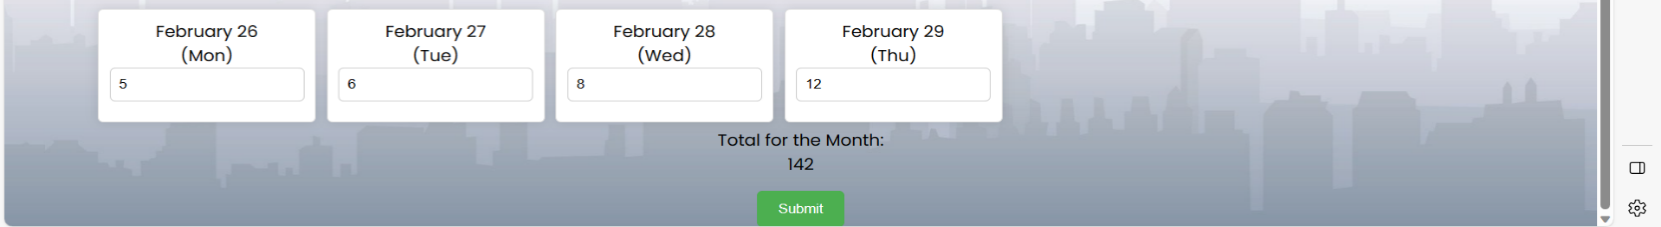 February 26
(Mon)
5
February 27
(Tue)
6
February 28
(Wed)
8
February 29
(Thu)
12
Total for the Month:
142
Submit